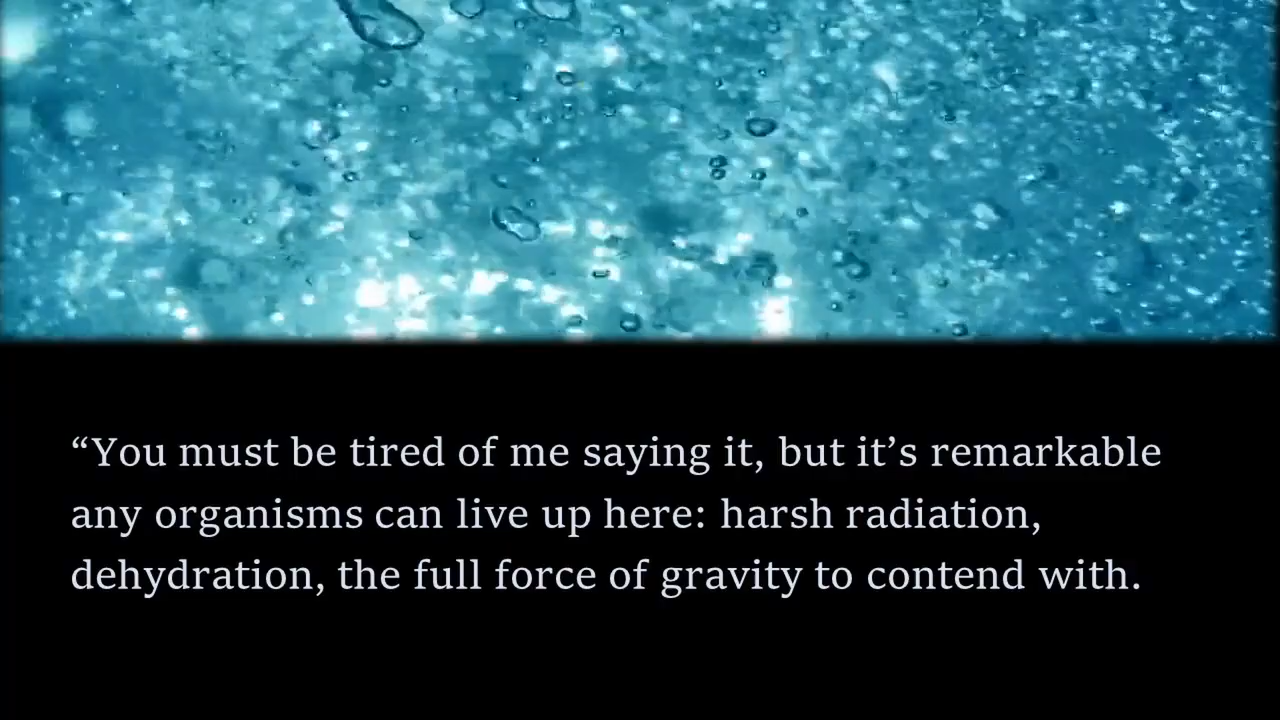 “You must be tired of me saying it, but it’s remarkable
any organisms can live up here: harsh radiation,
dehydration, the full force of gravity to contend with.